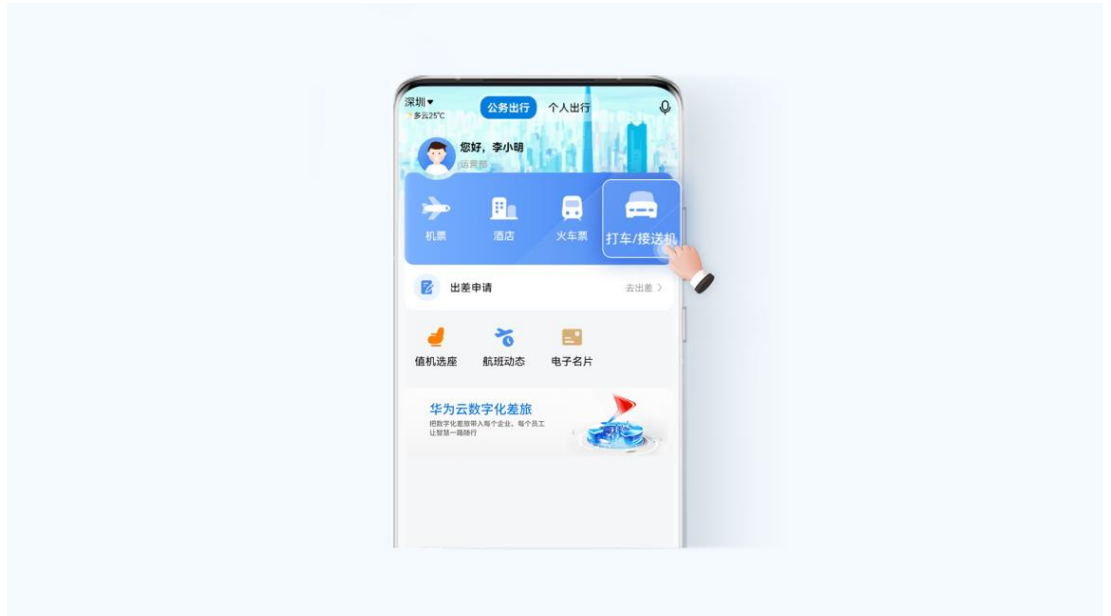 深圳
公务出行
个人出行
多云25℃
您好，李小明
运营部
机票
酒店
火车票
打车/接送机
出差申请
去出差
值机选座
航班动态
电子名片
华为云数字化差旅
把数字化差旅带入每个企业、每个员工
让智慧一路随行